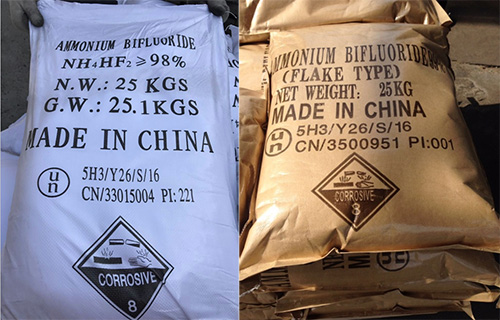 AMMONIUM BIFLUORIDE
NH4HF2≥98%
N.W.: 25 KGS
G.W.: 25.1KGS
MADE IN CHINA
un
5H3/Y26/S/16
CN/33015004 PI:221
CORROSIVE
8
AMMONIUM BIFLUORIDE
(FLAKE TYPE)
NET WEIGHT: 25KG
MADE IN CHINA
un
5H3/Y26/S/16
CN/3500951 PI:001
CORROSIVE
8